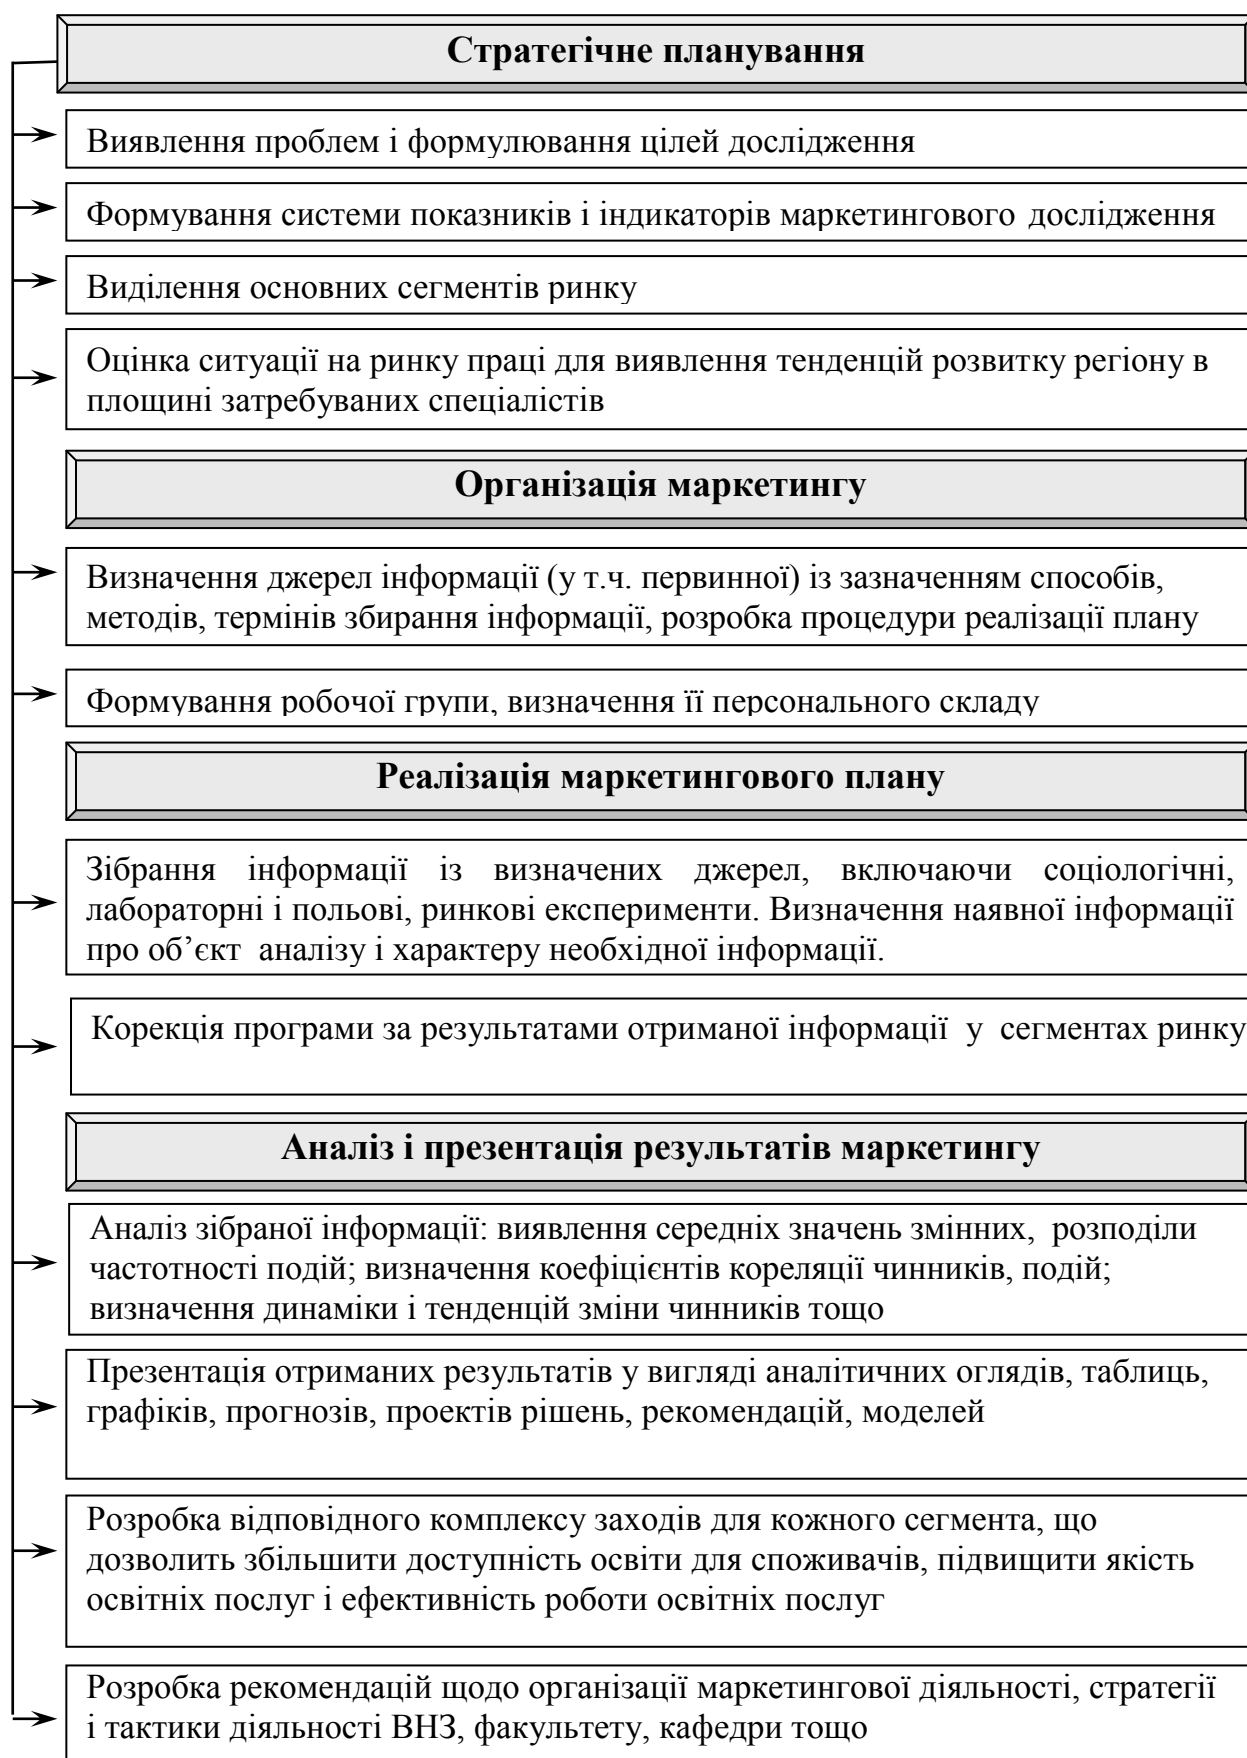 Стратегічне планування
Виявлення проблем і формулювання цілей дослідження
Формування системи показників і індикаторів маркетингового дослідження
Виділення основних сегментів ринку
Оцінка ситуації на ринку праці для виявлення тенденцій розвитку регіону в
площині затребуваних спеціалістів
Організація маркетингу
Визначення джерел інформації (у т.ч. первинної) із зазначенням способів,
методів, термінів збирання інформації, розробка процедури реалізації плану
Формування робочої групи, визначення її персонального складу
Реалізація маркетингового плану
Зібрання інформації із визначених джерел, включаючи соціологічні,
лабораторні і польові, ринкові експерименти. Визначення наявної інформації
про об’єкт аналізу і характеру необхідної інформації.
Корекція програми за результатами отриманої інформації у сегментах ринку
Аналіз і презентація результатів маркетингу
Аналіз зібраної інформації: виявлення середніх значень змінних, розподіли
частотності подій; визначення коефіцієнтів кореляції чинників, подій;
визначення динаміки і тенденцій зміни чинників тощо
Презентація отриманих результатів у вигляді аналітичних оглядів, таблиць,
графіків, прогнозів, проектів рішень, рекомендацій, моделей
Розробка відповідного комплексу заходів для кожного сегмента, що
дозволить збільшити доступність освіти для споживачів, підвищити якість
освітніх послуг і ефективність роботи освітніх послуг
Розробка рекомендацій щодо організації маркетингової діяльності, стратегії
і тактики діяльності ВНЗ, факультету, кафедри тощо